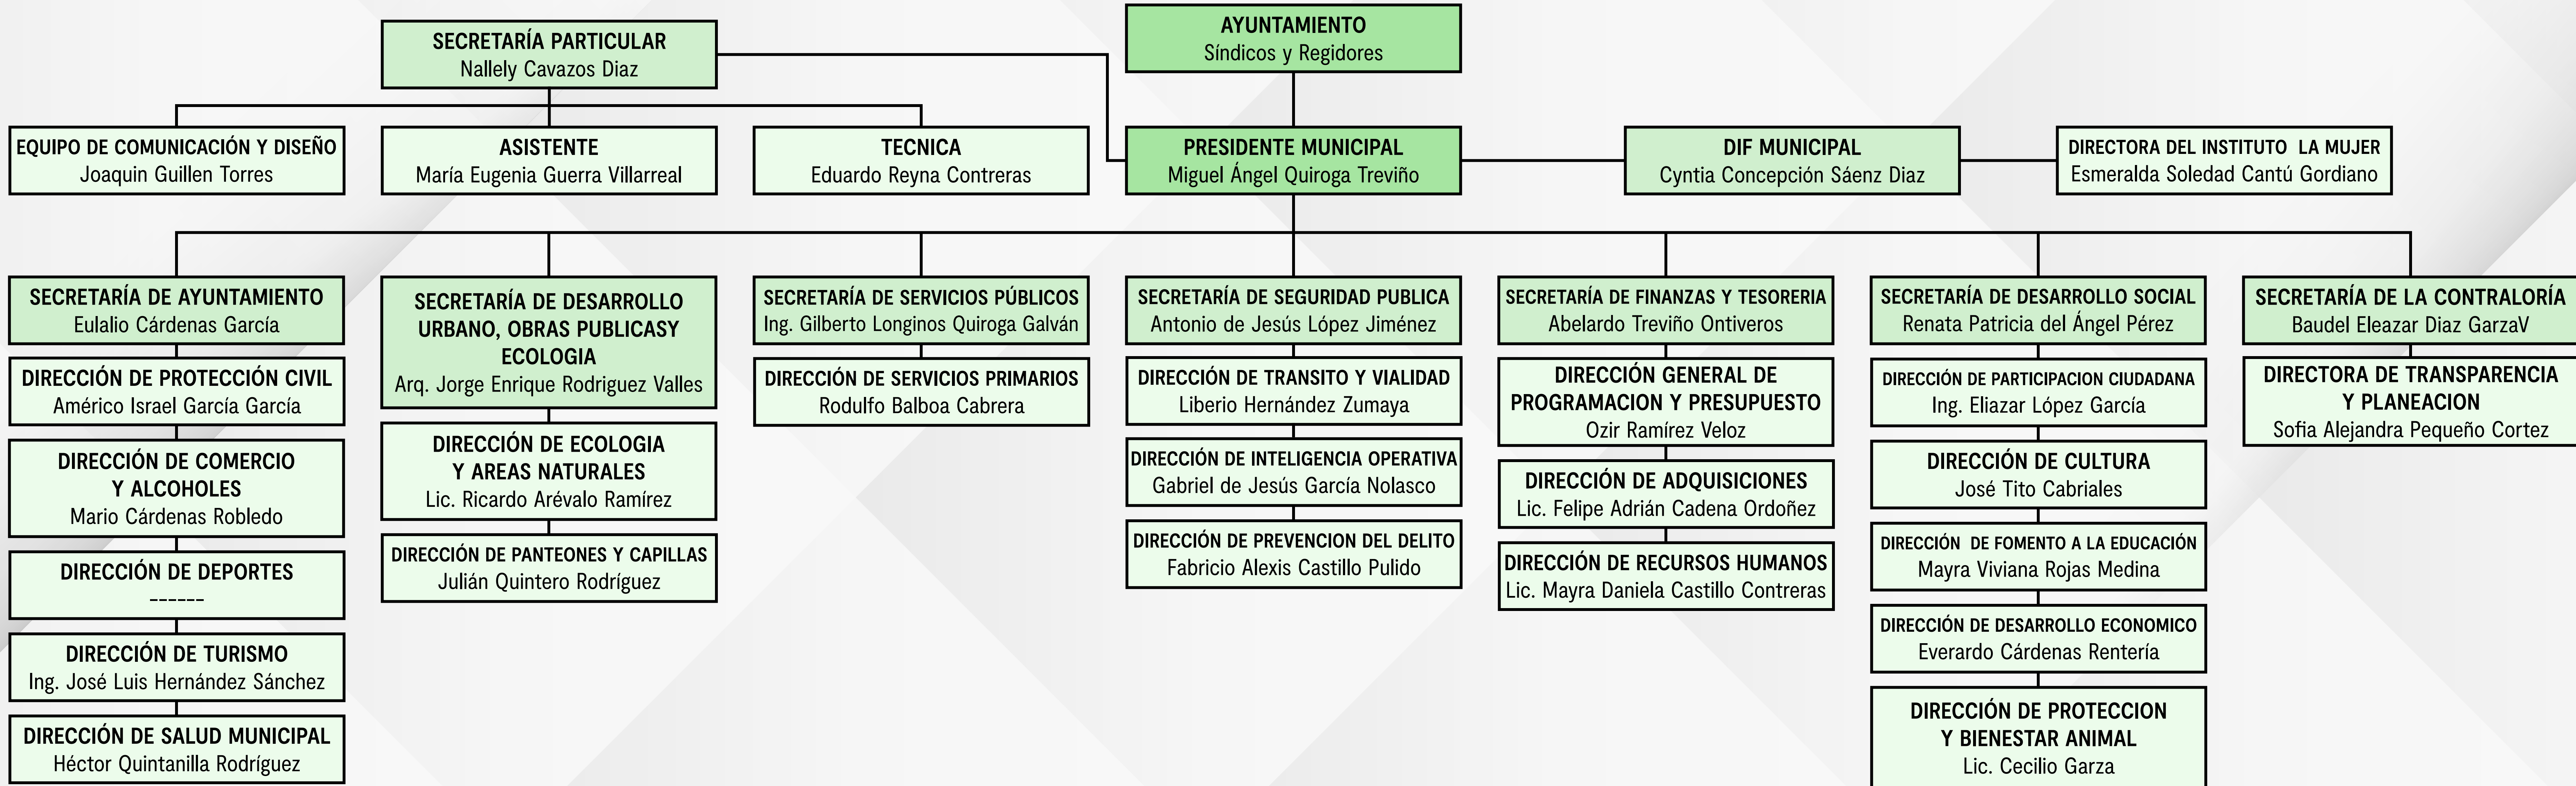 AYUNTAMIENTO
Síndicos y Regidores
SECRETARÍA PARTICULAR
Nallely Cavazos Diaz
EQUIPO DE COMUNICACIÓN Y DISEÑO
Joaquin Guillen Torres
ASISTENTE
María Eugenia Guerra Villarreal
TECNICA
Eduardo Reyna Contreras
PRESIDENTE MUNICIPAL
Miguel Ángel Quiroga Treviño
DIF MUNICIPAL
Cyntia Concepción Sáenz Diaz
DIRECTORA DEL INSTITUTO  LA MUJER
Esmeralda Soledad Cantú Gordiano
SECRETARÍA DE AYUNTAMIENTO
Eulalio Cárdenas García
DIRECCIÓN DE PROTECCIÓN CIVIL
Américo Israel García García
DIRECCIÓN DE COMERCIO
Y ALCOHOLES
Mario Cárdenas Robledo
DIRECCIÓN DE DEPORTES
------
DIRECCIÓN DE TURISMO
Ing. José Luis Hernández Sánchez
DIRECCIÓN DE SALUD MUNICIPAL
Héctor Quintanilla Rodríguez
SECRETARÍA DE DESARROLLO
URBANO, OBRAS PUBLICASY
ECOLOGIA
Arq. Jorge Enrique Rodriguez Valles
DIRECCIÓN DE ECOLOGIA
Y AREAS NATURALES
Lic. Ricardo Arévalo Ramírez
DIRECCIÓN DE PANTEONES Y CAPILLAS
Julián Quintero Rodríguez
SECRETARÍA DE SERVICIOS PÚBLICOS
Ing. Gilberto Longinos Quiroga Galván
DIRECCIÓN DE SERVICIOS PRIMARIOS
Rodulfo Balboa Cabrera
SECRETARÍA DE SEGURIDAD PUBLICA
Antonio de Jesús López Jiménez
DIRECCIÓN DE TRANSITO Y VIALIDAD
Liberio Hernández Zumaya
DIRECCIÓN DE INTELIGENCIA OPERATIVA
Gabriel de Jesús García Nolasco
DIRECCIÓN DE PREVENCION DEL DELITO
Fabricio Alexis Castillo Pulido
SECRETARÍA DE FINANZAS Y TESORERIA
Abelardo Treviño Ontiveros
DIRECCIÓN GENERAL DE
PROGRAMACION Y PRESUPUESTO
Ozir Ramírez Veloz
DIRECCIÓN DE ADQUISICIONES
Lic. Felipe Adrián Cadena Ordoñez
DIRECCIÓN DE RECURSOS HUMANOS
Lic. Mayra Daniela Castillo Contreras
SECRETARÍA DE DESARROLLO SOCIAL
Renata Patricia del Ángel Pérez
DIRECCIÓN DE PARTICIPACION CIUDADANA
Ing. Eliazar López García
DIRECCIÓN DE CULTURA
José Tito Cabriales
DIRECCIÓN  DE FOMENTO A LA EDUCACIÓN
Mayra Viviana Rojas Medina
DIRECCIÓN DE DESARROLLO ECONOMICO
Everardo Cárdenas Rentería
DIRECCIÓN DE PROTECCION
Y BIENESTAR ANIMAL
Lic. Cecilio Garza
SECRETARÍA DE LA CONTRALORÍA
Baudel Eleazar Diaz GarzaV
DIRECTORA DE TRANSPARENCIA
Y PLANEACION
Sofia Alejandra Pequeño Cortez